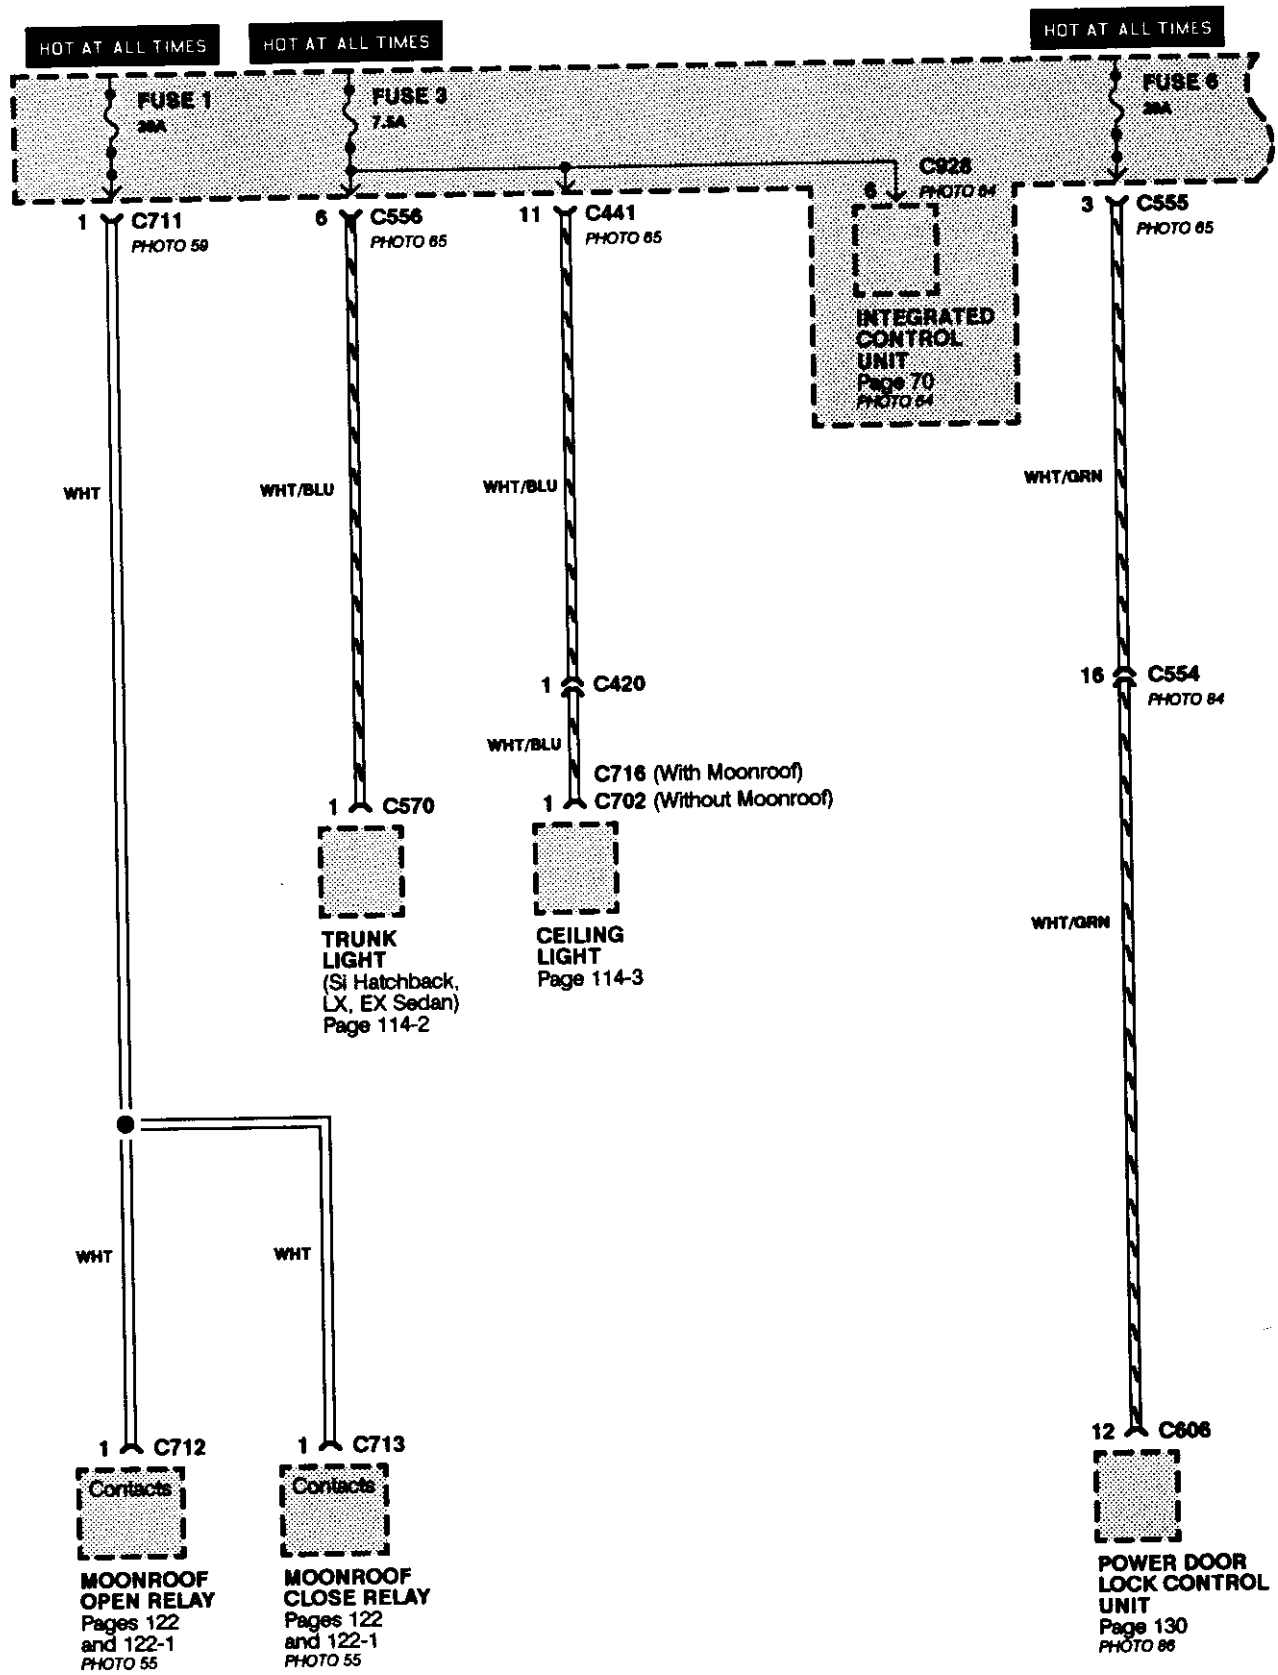 HOT AT ALL TIMES
HOT AT ALL TIMES
HOT AT ALL TIMES
FUSE 1
20A
FUSE 3
7.5A
FUSE 6
20A
C926
PHOTO 64
6
1 C711
PHOTO 59
6 C556
PHOTO 65
11 C441
PHOTO 65
3 C555
PHOTO 65
INTEGRATED
CONTROL
UNIT
Page 70
PHOTO 64
WHT
WHT/BLU
WHT/BLU
WHT/GRN
1 C420
16 C554
PHOTO 84
WHT/BLU
C716 (With Moonroof)
1 C702 (Without Moonroof)
1 C570
TRUNK
LIGHT
(Si Hatchback,
LX, EX Sedan)
Page 114-2
CEILING
LIGHT
Page 114-3
WHT/GRN
WHT
WHT
1 C712
1 C713
12 C606
Contacts
Contacts
MOONROOF
OPEN RELAY
Pages 122
and 122-1
PHOTO 55
MOONROOF
CLOSE RELAY
Pages 122
and 122-1
PHOTO 55
POWER DOOR
LOCK CONTROL
UNIT
Page 130
PHOTO 86